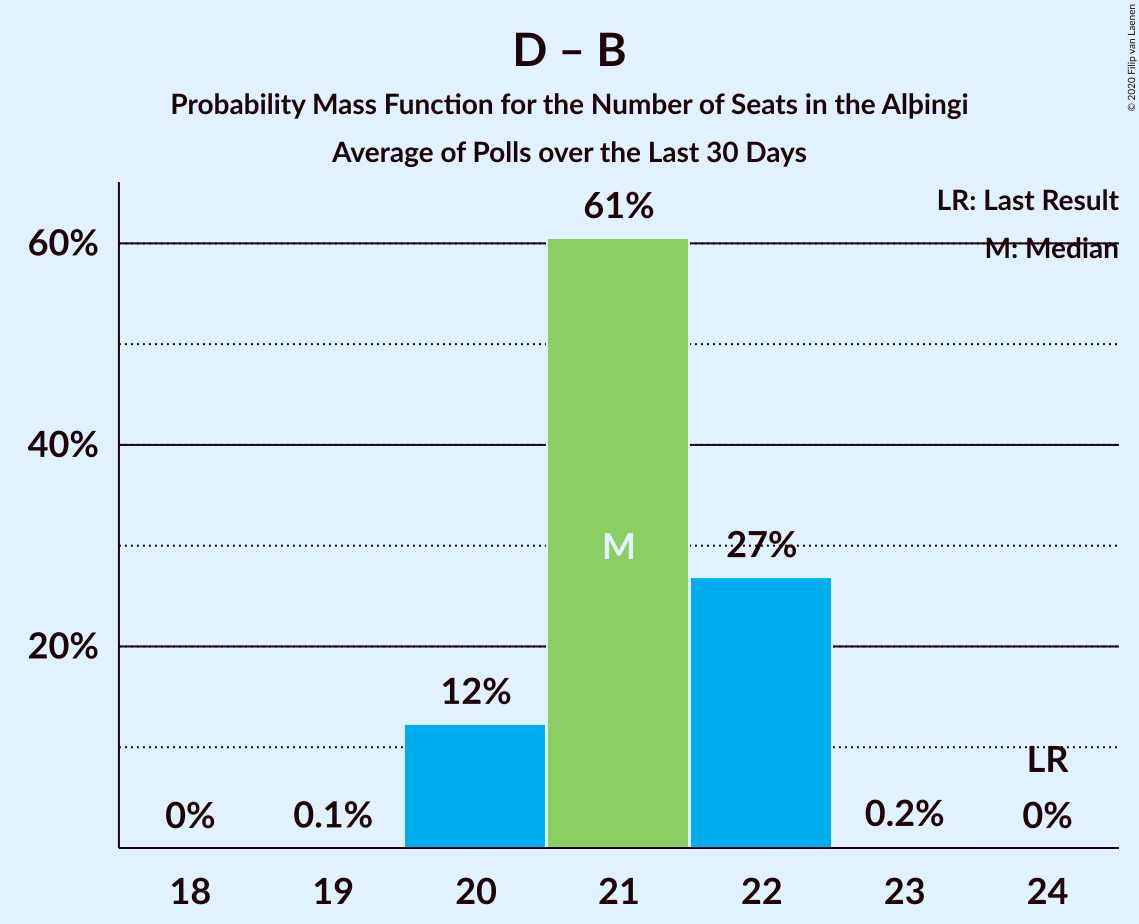 D – B
Probability Mass Function for the Number of Seats in the Alþingi
Average of Polls over the Last 30 Days
© 2020 Filip van Laenen
LR: Last Result
M: Median
60%
40%
20%
0%
0.1%
12%
61%
M
27%
0.2%
LR
0%
18 19 20 21 22 23 24